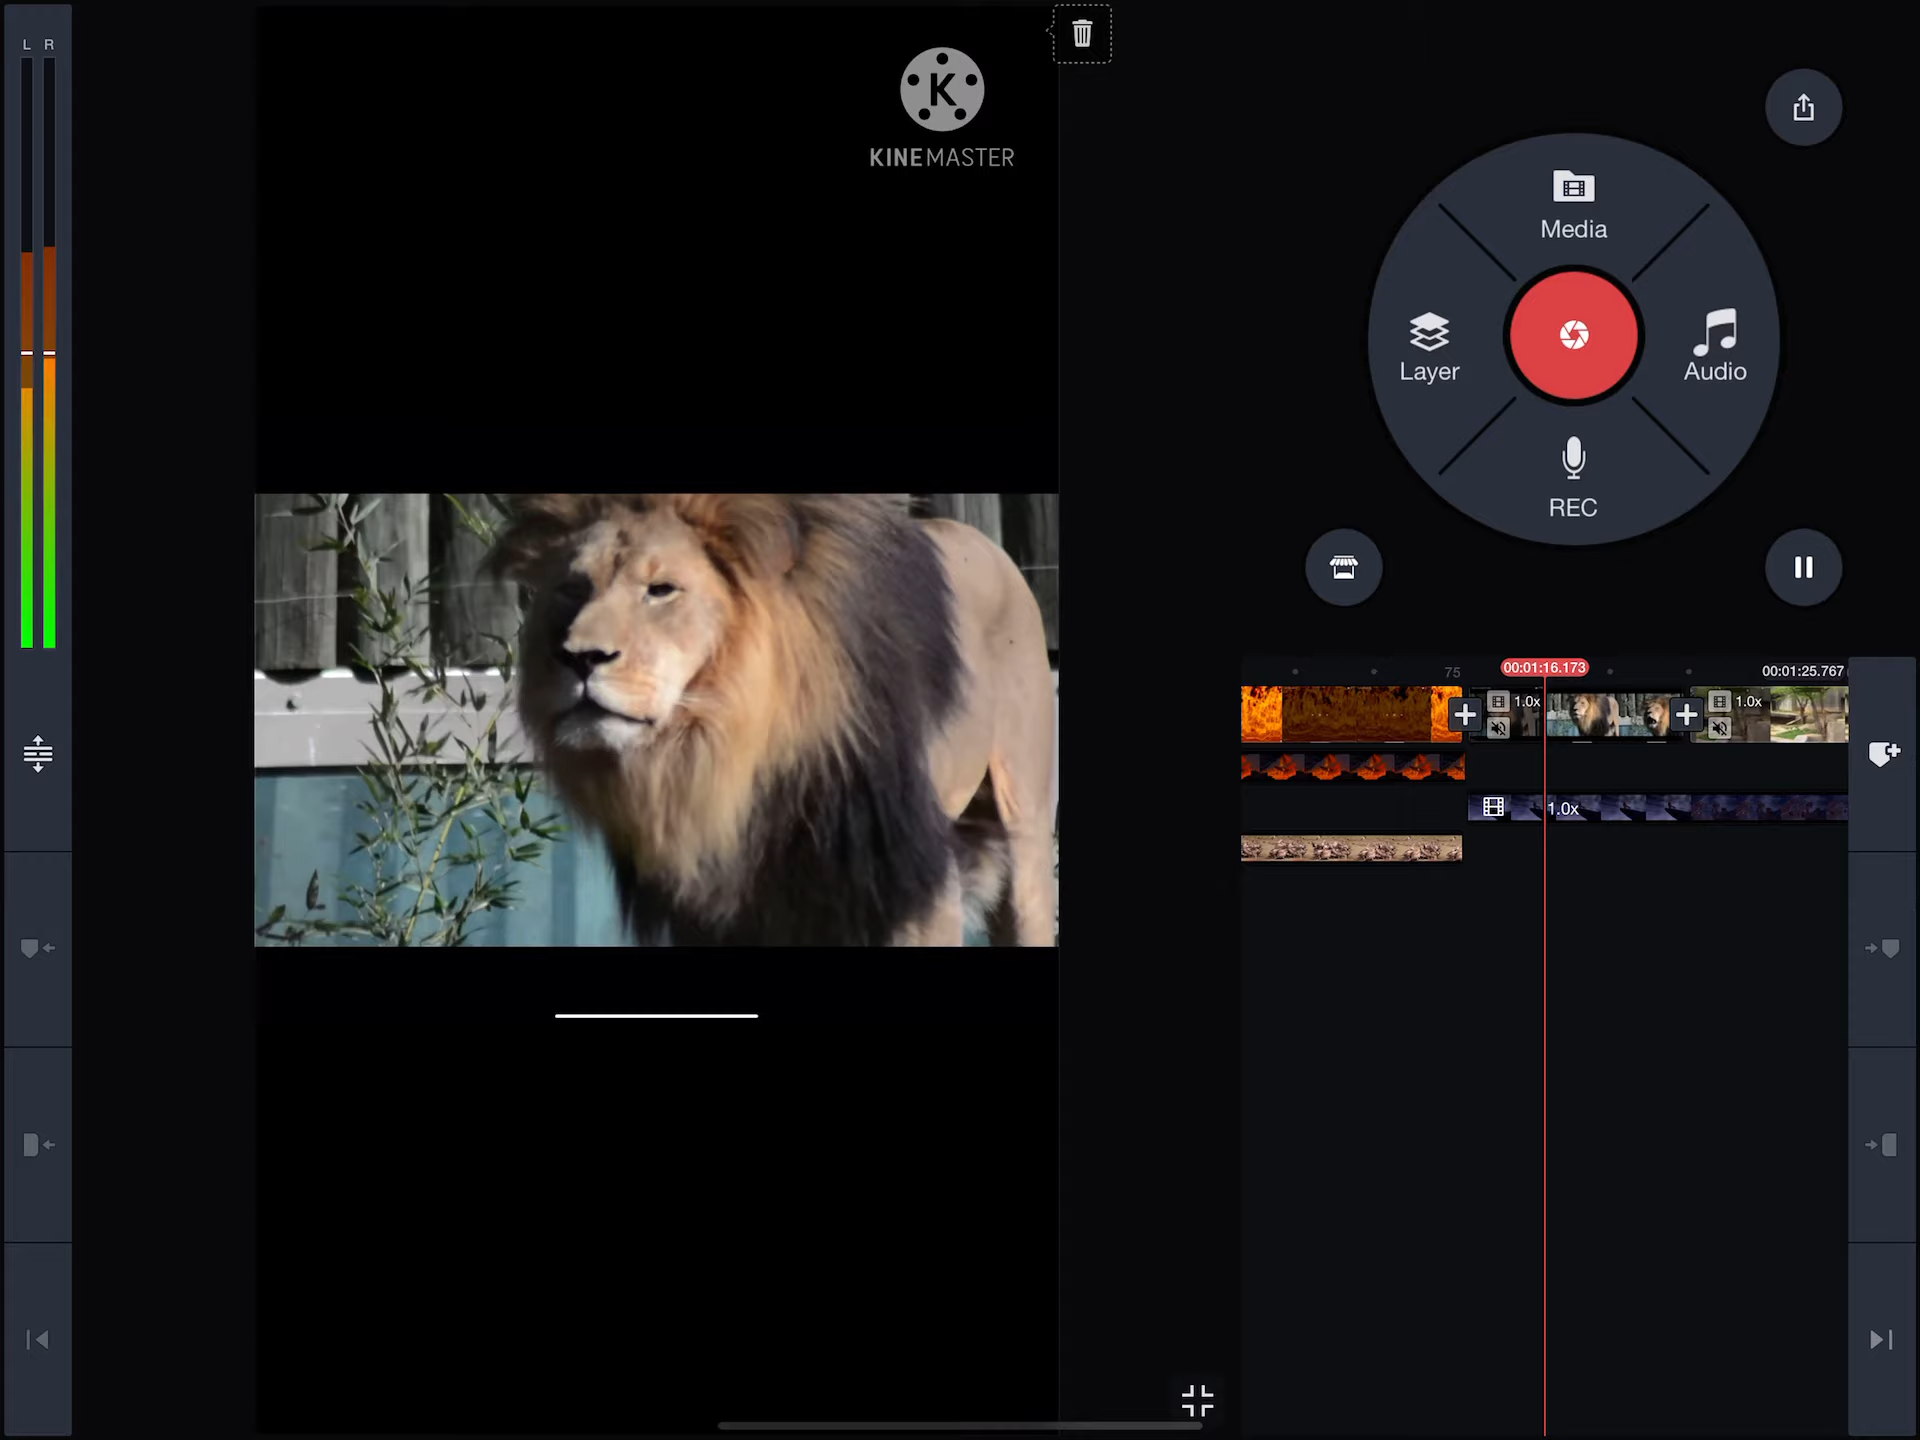 L R
KINEMASTER
Media
Layer
Audio
REC
75
00:01:16.173
00:01:25.767
1.0x
1.0x
1.0x